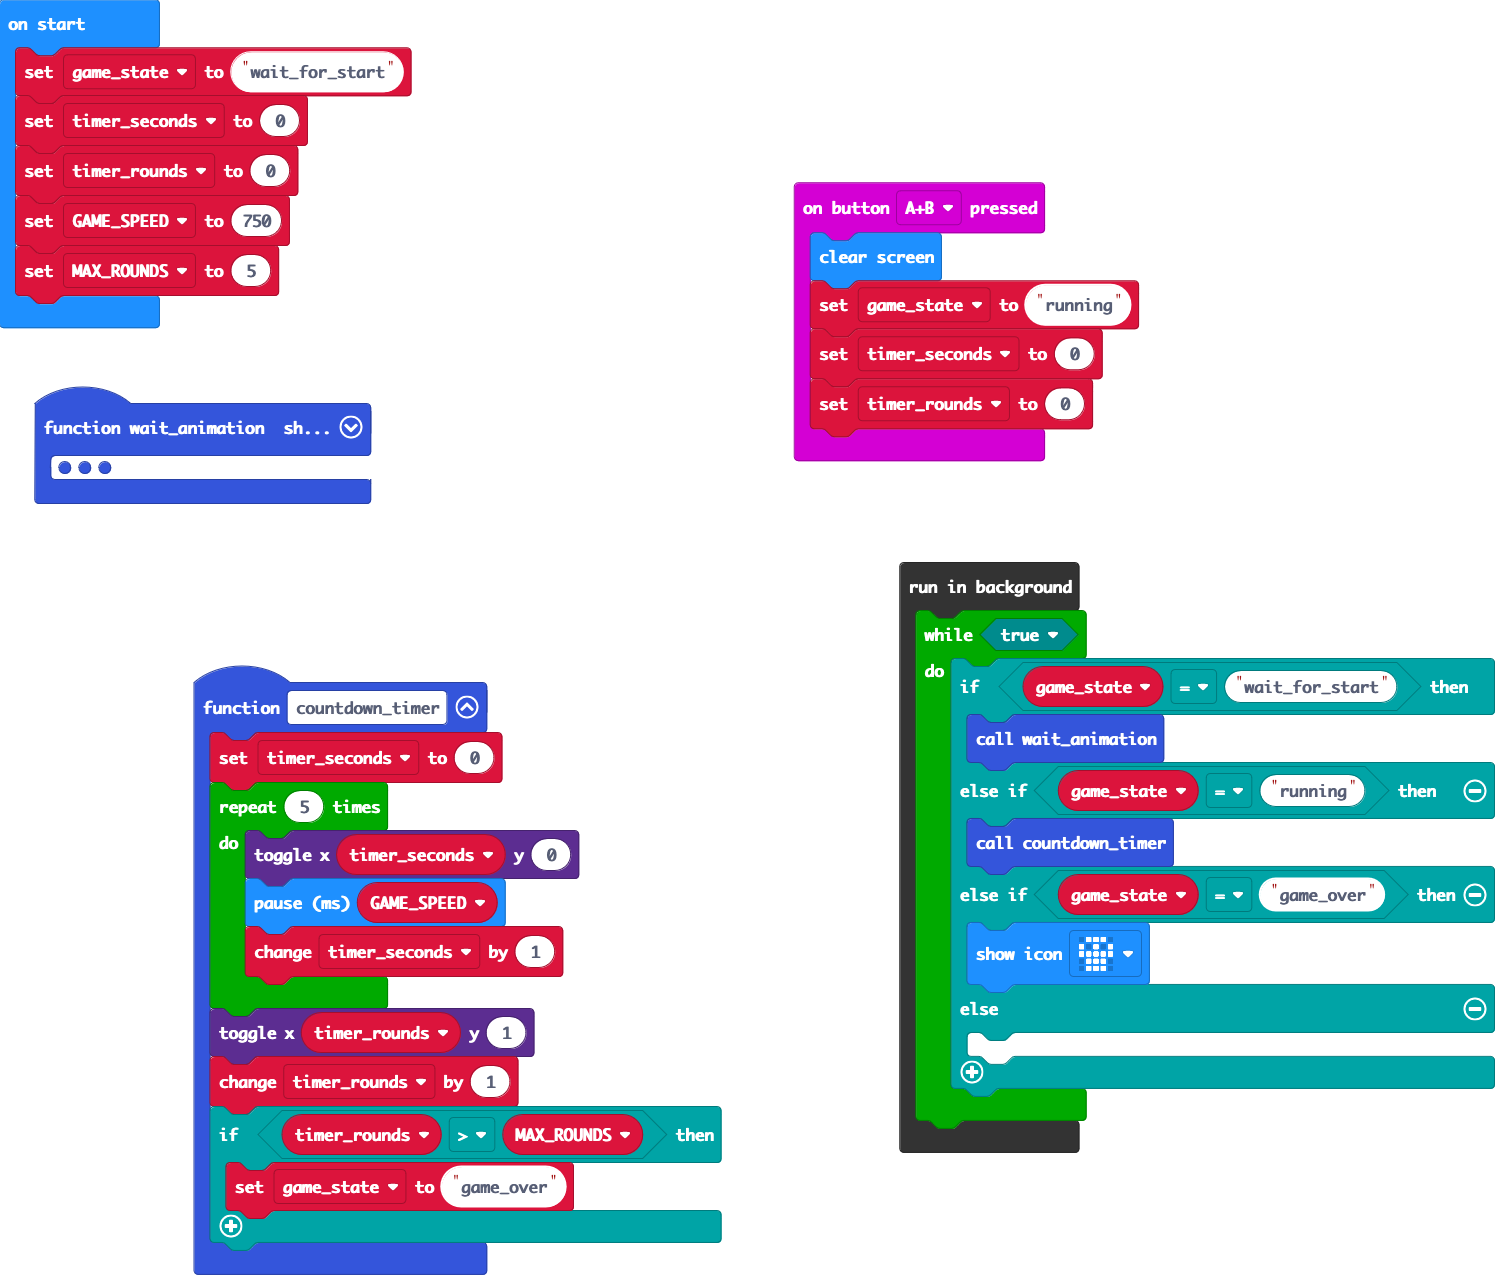 on start
set game_state to "wait_for_start"
set timer_seconds to 0
set timer_rounds to 0
set GAME_SPEED to 750
set MAX_ROUNDS to 5
function wait_animation sh...
on button A+B pressed
clear screen
set game_state to "running"
set timer_seconds to 0
set timer_rounds to 0
function countdown_timer
set timer_seconds to 0
repeat 5 times
do toggle x timer_seconds y 0
pause (ms) GAME_SPEED
change timer_seconds by 1
toggle x timer_rounds y 1
change timer_rounds by 1
if timer_rounds > MAX_ROUNDS then
set game_state to "game_over"
run in background
while true
do if game_state = "wait_for_start" then
call wait_animation
else if game_state = "running" then
call countdown_timer
else if game_state = "game_over" then
show icon
else